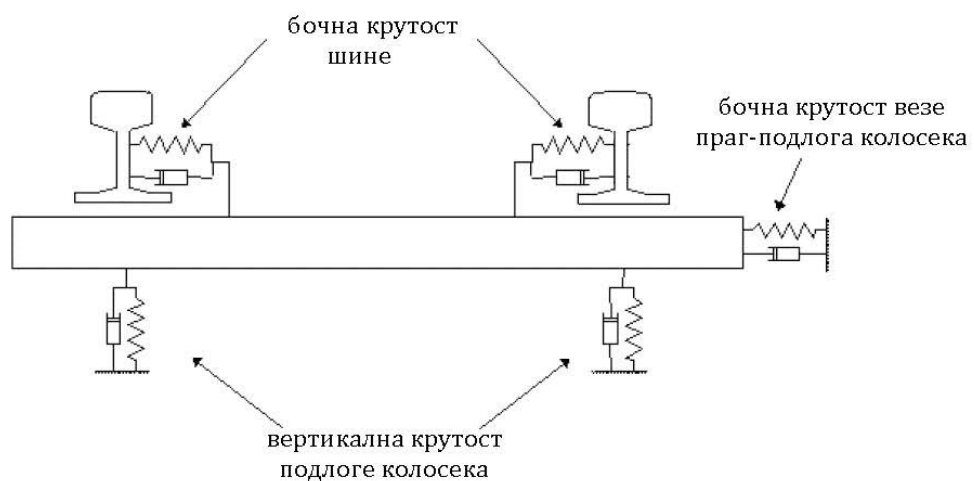 бочна крутост
шине
бочна крутост везе
праг-подлога колосека
вертикална крутост
подлоге колосека